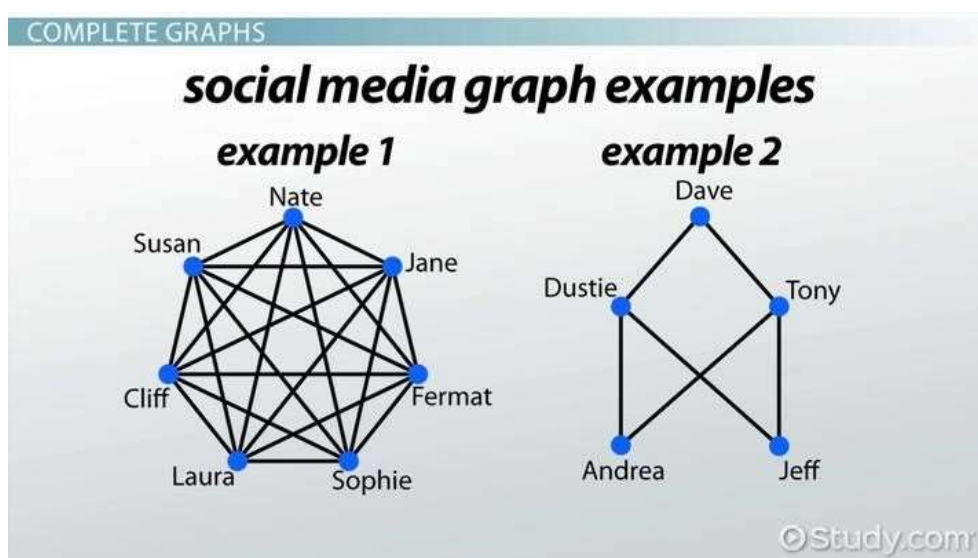 COMPLETE GRAPHS
social media graph examples
example 1
example 2
Nate
Susan
Jane
Cliff
Fermat
Laura
Sophie
Dave
Dustie
Tony
Andrea
Jeff
Study.com